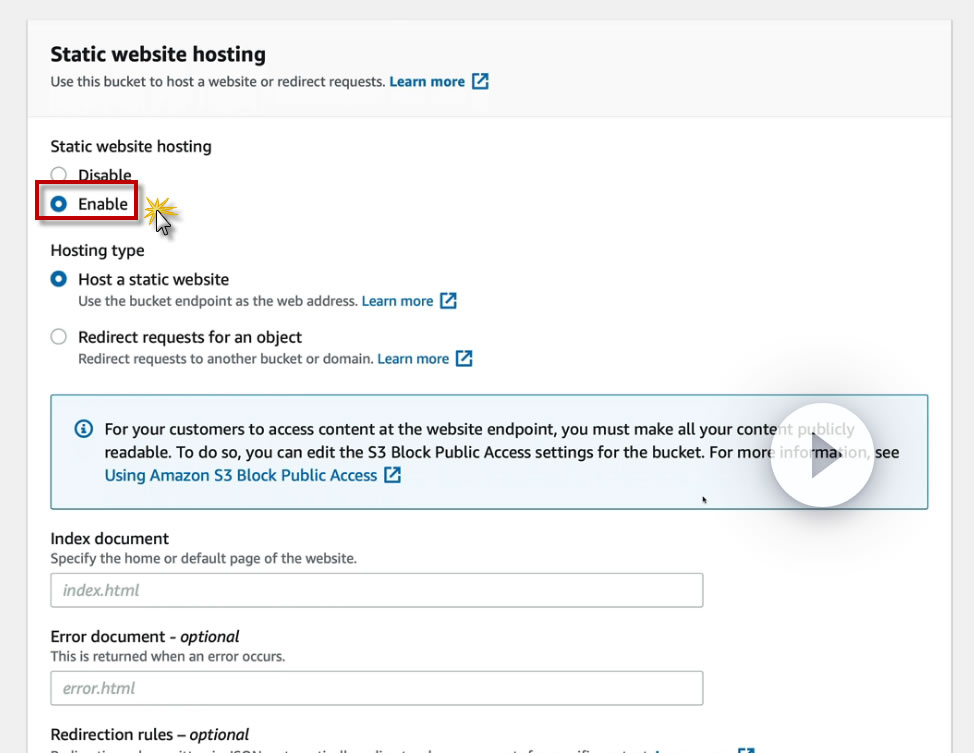 Static website hosting
Use this bucket to host a website or redirect requests. Learn more
Static website hosting
Disable
Enable
Hosting type
Host a static website
Use the bucket endpoint as the web address. Learn more
Redirect requests for an object
Redirect requests to another bucket or domain. Learn more
For your customers to access content at the website endpoint, you must make all your content publicly
readable. To do so, you can edit the S3 Block Public Access settings for the bucket. For more information, see
Using Amazon S3 Block Public Access
Index document
Specify the home or default page of the website.
index.html
Error document - optional
This is returned when an error occurs.
error.html
Redirection rules – optional